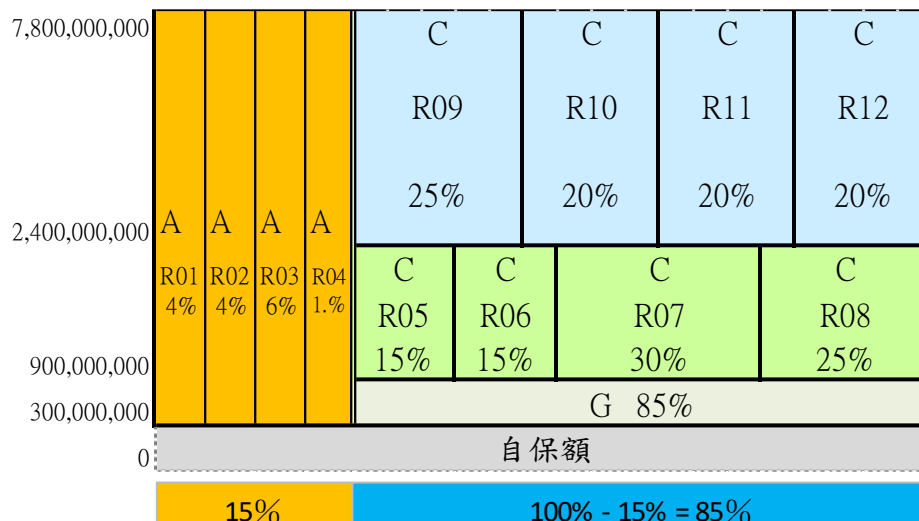 7,800,000,000
C C C C
R09 R10 R11 R12
25% 20% 20% 20%
2,400,000,000
A A A A
R01 R02 R03 R04
4% 4% 6% 1.%
C C C C
R05 R06 R07 R08
15% 15% 30% 25%
900,000,000
300,000,000
G 85%
0
自保額
15% 100% - 15% = 85%